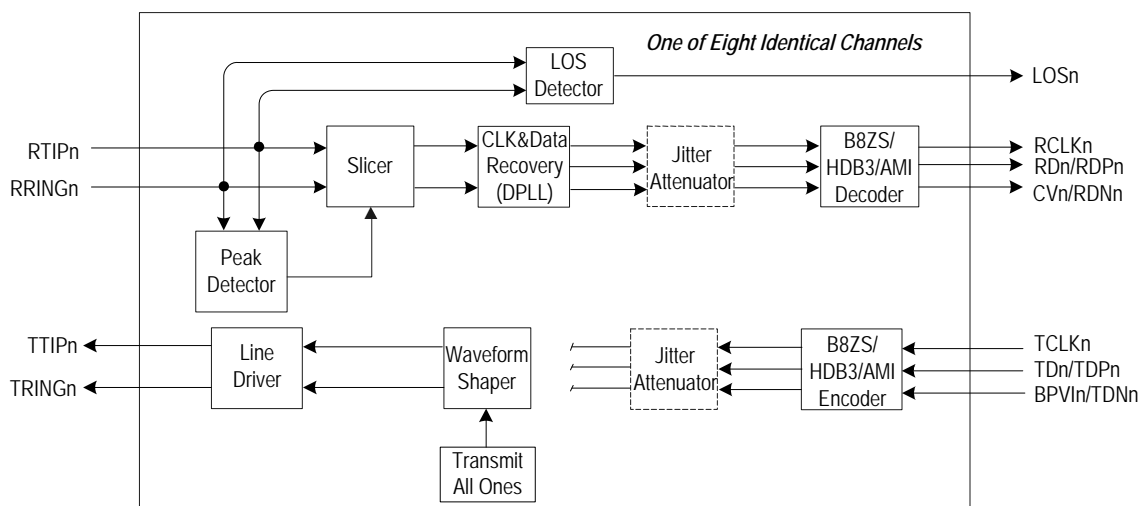 One of Eight Identical Channels
LOS
Detector
LOSn
RTIPn
RRINGn
Slicer
CLK&Data
Recovery
(DPLL)
Jitter
Attenuator
B8ZS/
HDB3/AMI
Decoder
RCLKn
RDn/RDPn
CVn/RDNn
Peak
Detector
TTIPn
TRINGn
Line
Driver
Waveform
Shaper
Jitter
Attenuator
B8ZS/
HDB3/AMI
Encoder
TCLKn
TDn/TDPn
BPVIn/TDNn
Transmit
All Ones